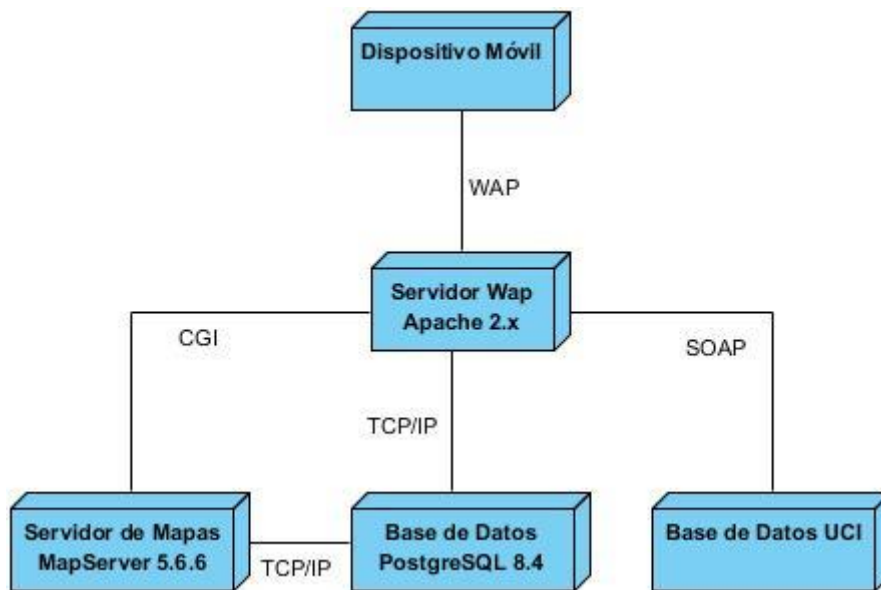 Dispositivo Móvil
WAP
Servidor Wap
Apache 2.x
CGI
SOAP
TCP/IP
Servidor de Mapas
MapServer 5.6.6
TCP/IP
Base de Datos
PostgreSQL 8.4
Base de Datos UCI